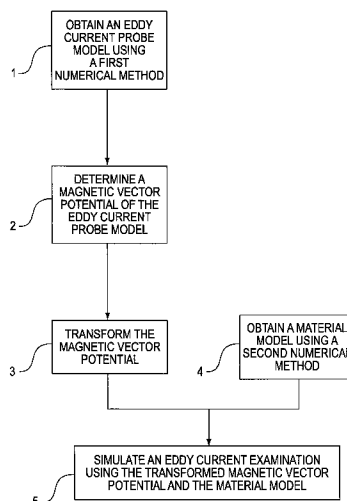 OBTAIN AN EDDY
CURRENT PROBE
MODEL USING
A FIRST
NUMERICAL METHOD
1
DETERMINE A
MAGNETIC VECTOR
POTENTIAL OF THE
EDDY CURRENT
PROBE MODEL
2
TRANSFORM THE
MAGNETIC VECTOR
POTENTIAL
3
OBTAIN A MATERIAL
MODEL USING A
SECOND NUMERICAL
METHOD
4
SIMULATE AN EDDY CURRENT EXAMINATION
USING THE TRANSFORMED MAGNETIC VECTOR
POTENTIAL AND THE MATERIAL MODEL
5